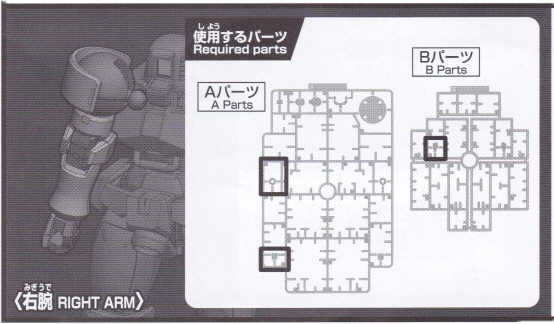 しよう
使用するパーツ
Required parts
Aパーツ
A Parts
Bパーツ
B Parts
みぎうで
〈右腕 RIGHT ARM〉